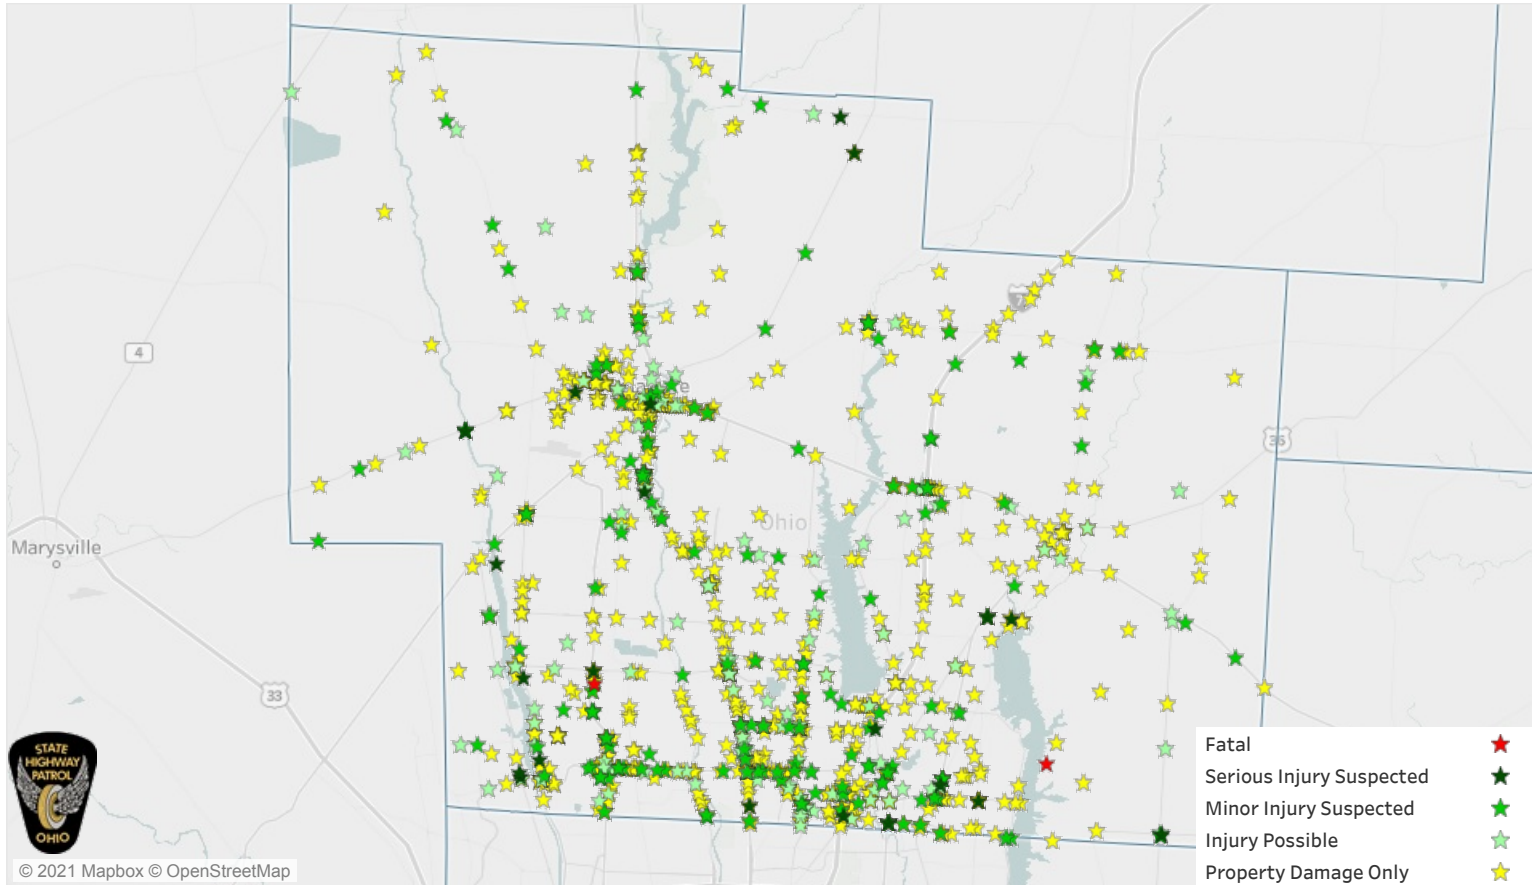 4
7
36
Ohio
Marysville
33
STATE
HIGHWAY
PATROL
OHIO
Fatal
Serious Injury Suspected
Minor Injury Suspected
Injury Possible
Property Damage Only
© 2021 Mapbox © OpenStreetMap